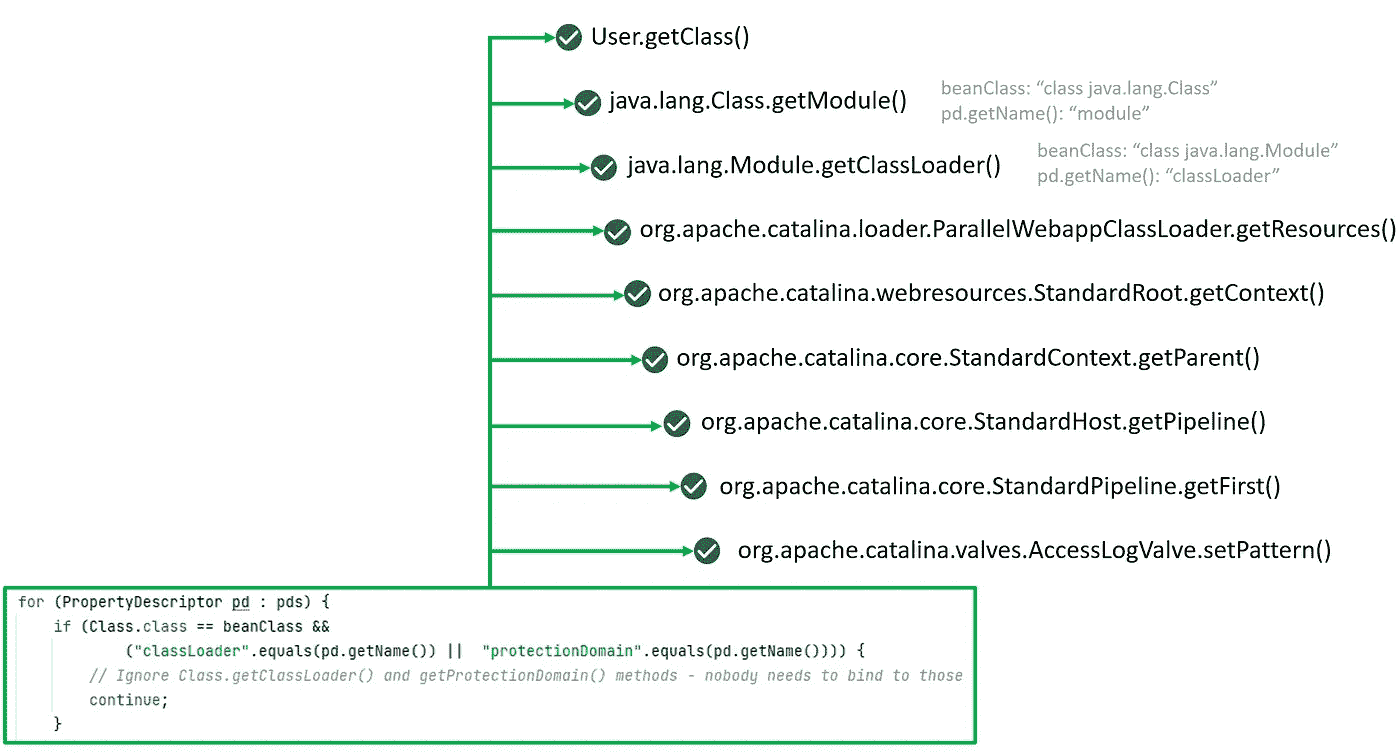 User.getClass()
java.lang.Class.getModule()
beanClass: “class java.lang.Class”
pd.getName(): “module”
java.lang.Module.getClassLoader()
beanClass: “class java.lang.Module”
pd.getName(): “classLoader”
org.apache.catalina.loader.ParallelWebappClassLoader.getResources()
org.apache.catalina.webresources.StandardRoot.getContext()
org.apache.catalina.core.StandardContext.getParent()
org.apache.catalina.core.StandardHost.getPipeline()
org.apache.catalina.core.StandardPipeline.getFirst()
org.apache.catalina.valves.AccessLogValve.setPattern()
for (PropertyDescriptor pd : pds) {
if (Class.class == beanClass &&
("classLoader".equals(pd.getName()) || "protectionDomain".equals(pd.getName()))) {
// Ignore Class.getClassLoader() and getProtectionDomain() methods - nobody needs to bind to those
continue;
}